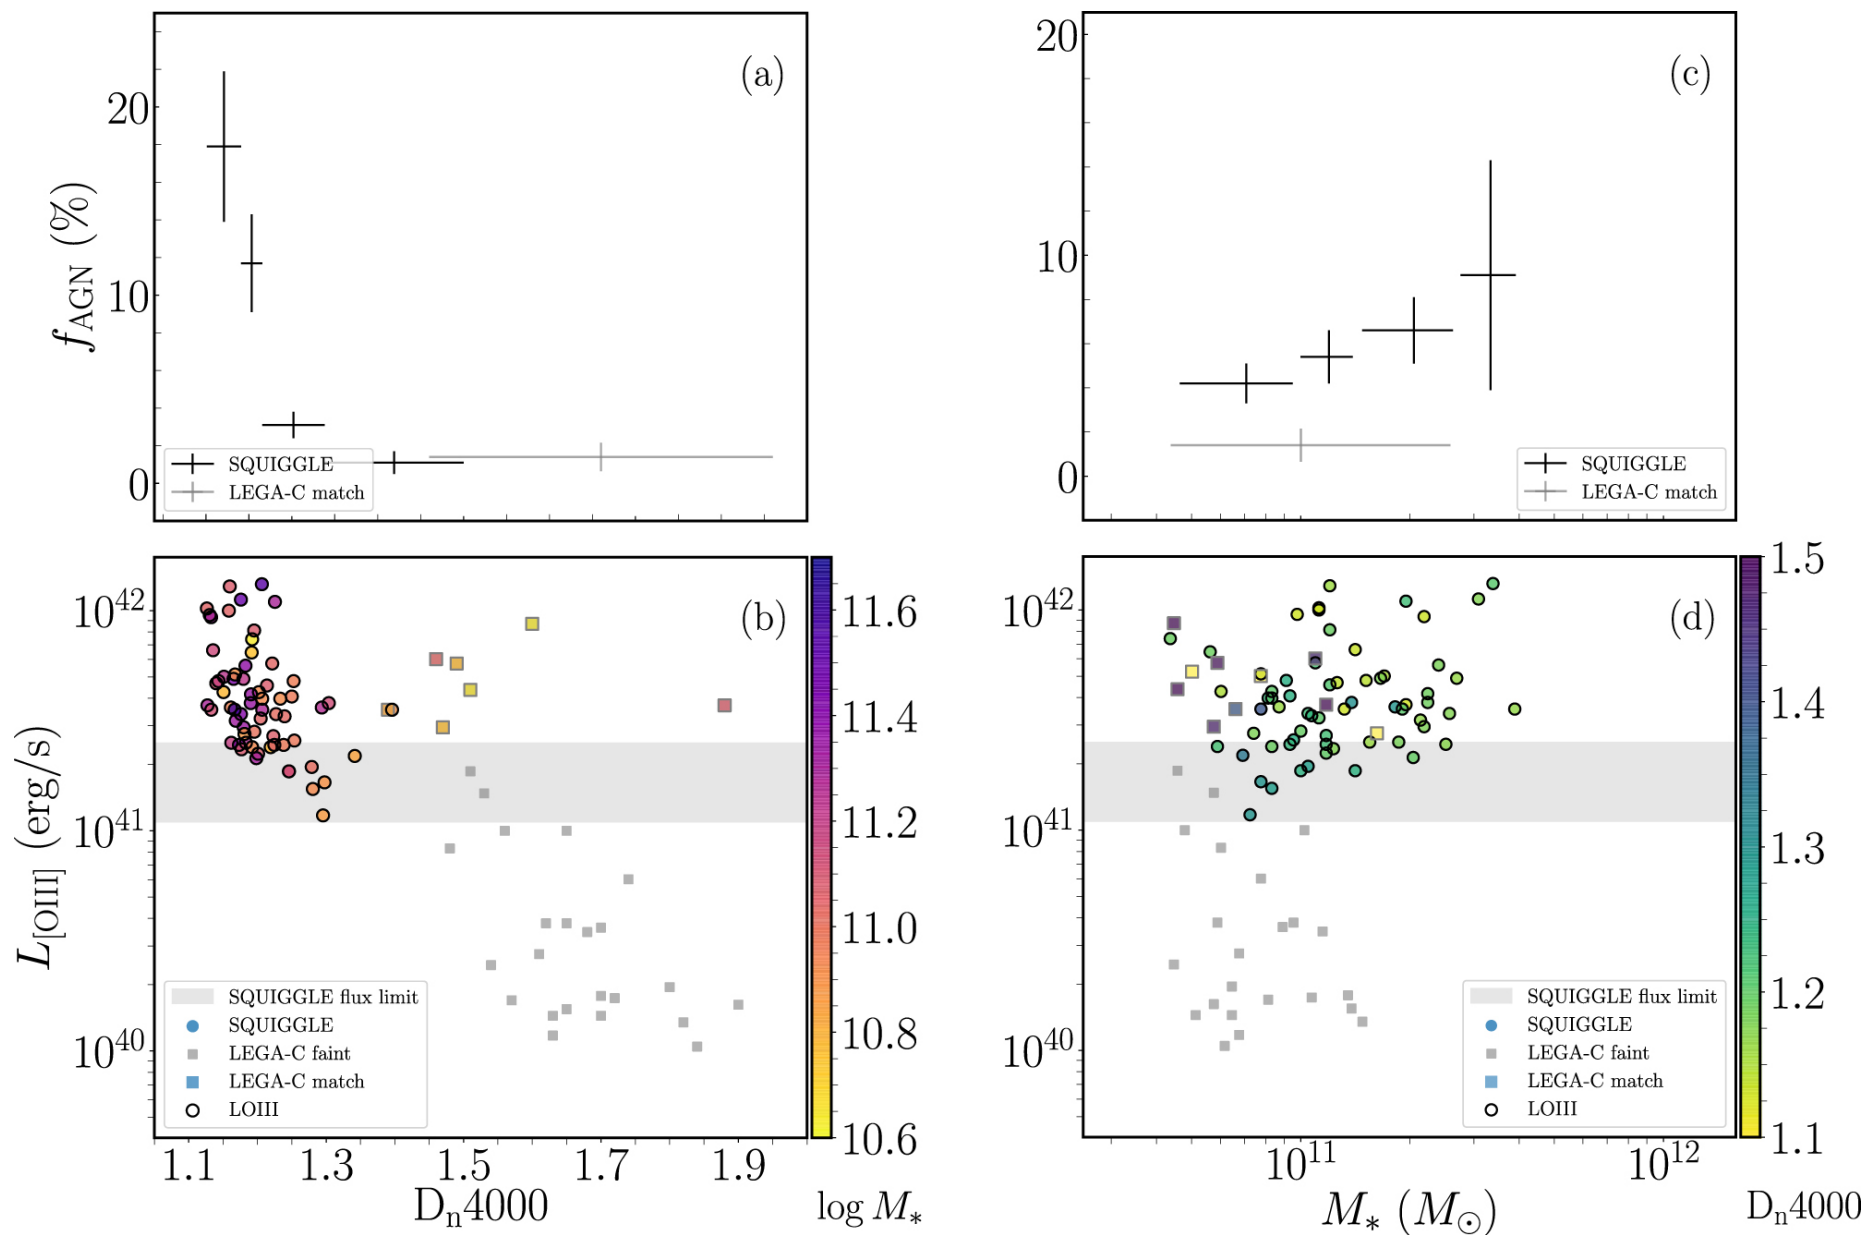 (a)
20
10
0
f_AGN (%)
SQUIGGLE
LEGA-C match
(c)
20
10
0
SQUIGGLE
LEGA-C match
(b)
10^42
10^41
10^40
L_[OIII] (erg/s)
SQUIGGLE flux limit
SQUIGGLE
LEGA-C faint
LEGA-C match
LOIII
1.1 1.3 1.5 1.7 1.9
D_n4000
11.6
11.4
11.2
11.0
10.8
10.6
log M_*
(d)
10^42
10^41
10^40
SQUIGGLE flux limit
SQUIGGLE
LEGA-C faint
LEGA-C match
LOIII
10^11 10^12
M_* (M_⊙)
1.5
1.4
1.3
1.2
1.1
D_n4000